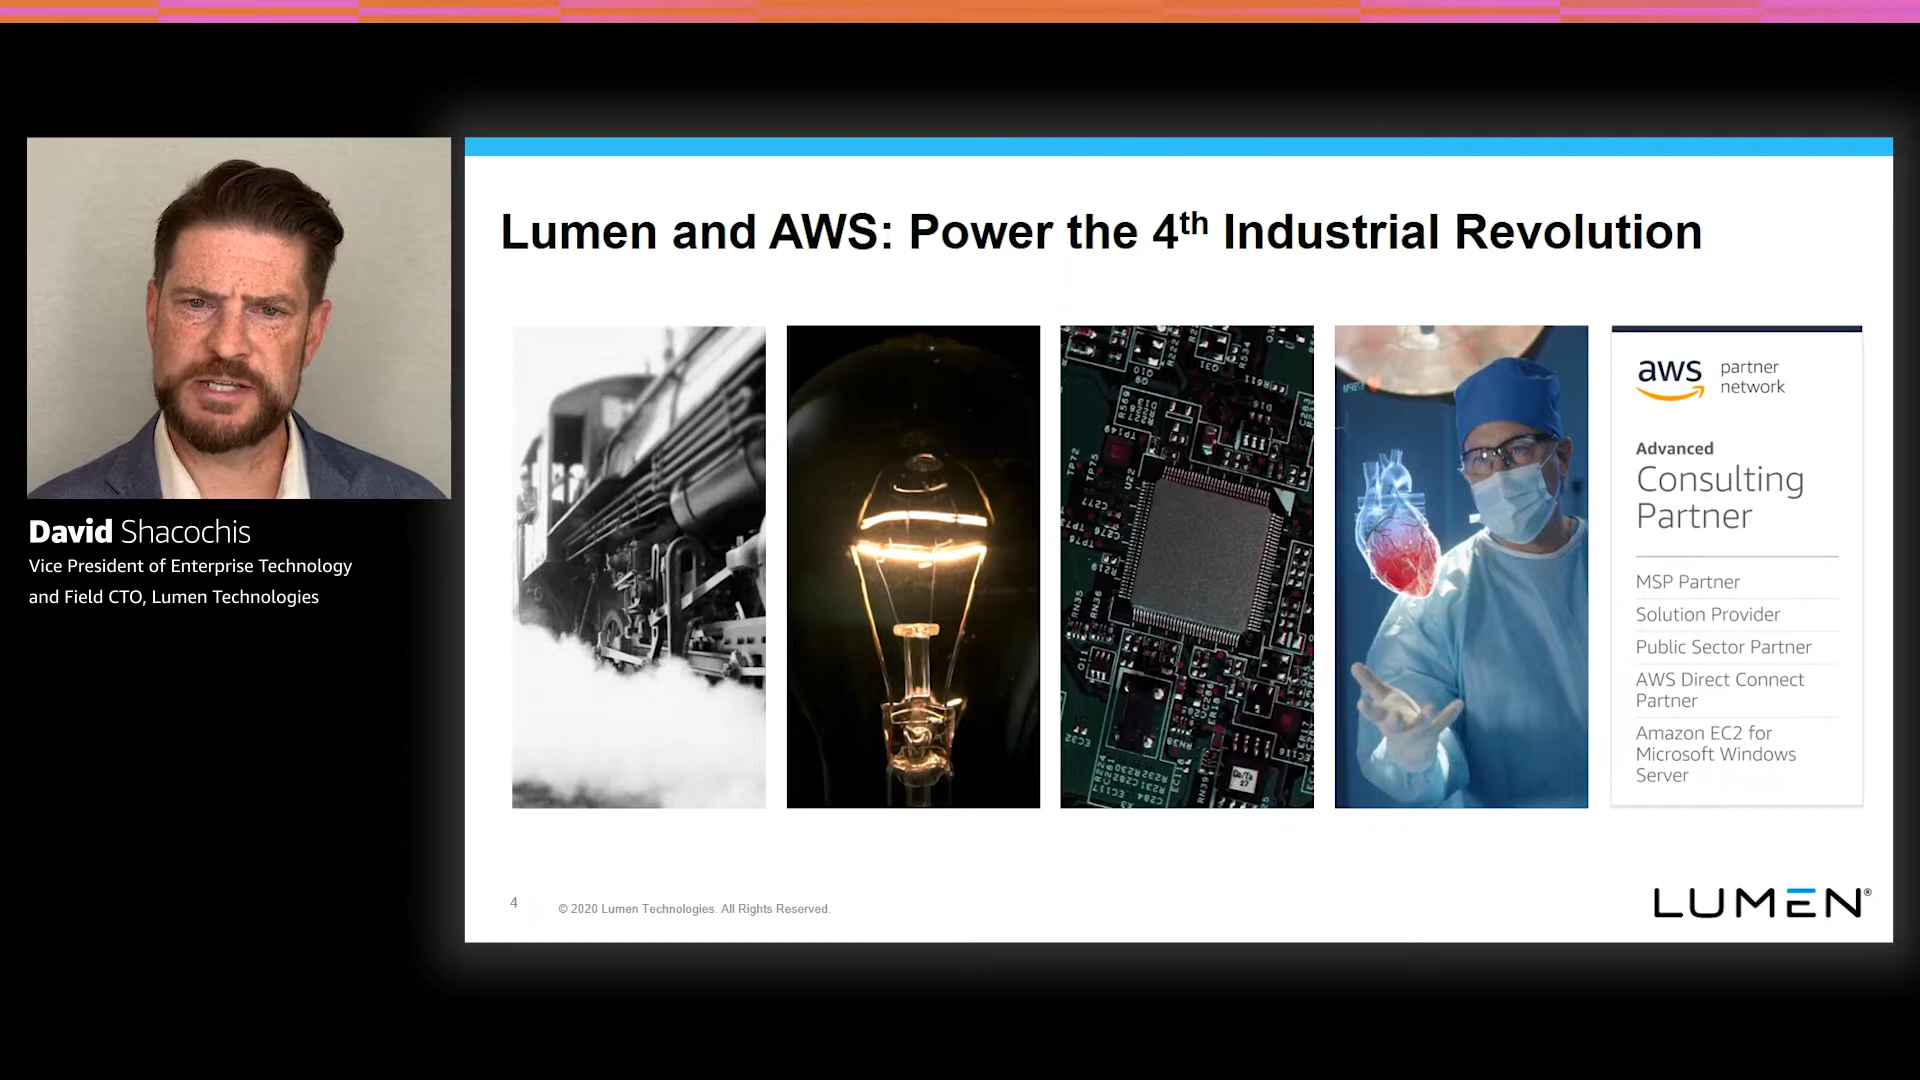 David Shacochis
Vice President of Enterprise Technology
and Field CTO, Lumen Technologies
Lumen and AWS: Power the 4th Industrial Revolution
aws partner
network
Advanced
Consulting
Partner
MSP Partner
Solution Provider
Public Sector Partner
AWS Direct Connect
Partner
Amazon EC2 for
Microsoft Windows
Server
4
© 2020 Lumen Technologies. All Rights Reserved.
LUMEN®